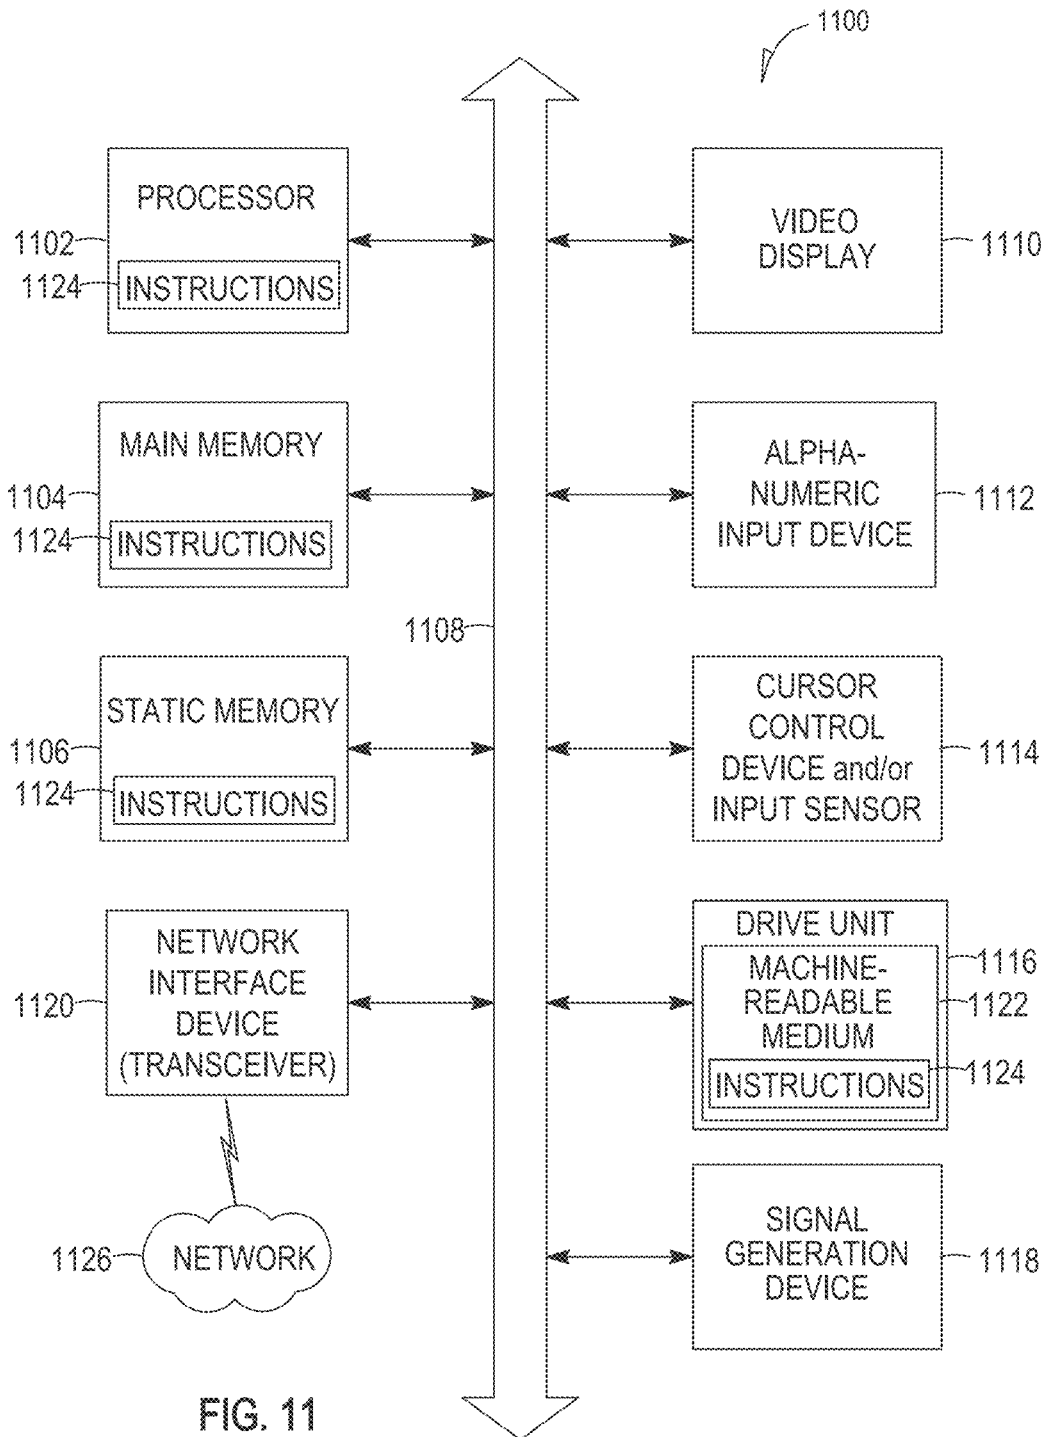 1100
PROCESSOR
1102
1124
INSTRUCTIONS
VIDEO
DISPLAY
1110
MAIN MEMORY
1104
1124
INSTRUCTIONS
ALPHA-
NUMERIC
INPUT DEVICE
1112
1108
STATIC MEMORY
1106
1124
INSTRUCTIONS
CURSOR
CONTROL
DEVICE and/or
INPUT SENSOR
1114
NETWORK
INTERFACE
DEVICE
(TRANSCEIVER)
1120
DRIVE UNIT
1116
MACHINE-
READABLE
MEDIUM
1122
INSTRUCTIONS
1124
1126
NETWORK
SIGNAL
GENERATION
DEVICE
1118
FIG. 11